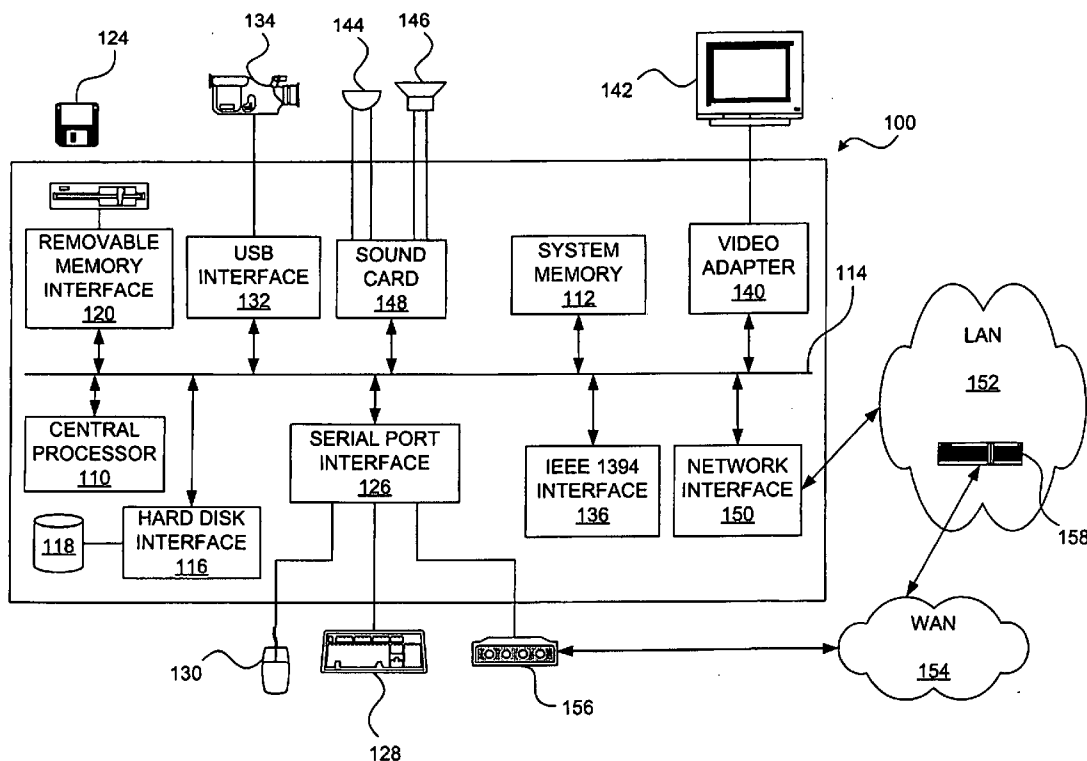 124
134
144
146
142
100
REMOVABLE
MEMORY
INTERFACE
120
USB
INTERFACE
132
SOUND
CARD
148
SYSTEM
MEMORY
112
VIDEO
ADAPTER
140
114
LAN
152
CENTRAL
PROCESSOR
110
SERIAL PORT
INTERFACE
126
IEEE 1394
INTERFACE
136
NETWORK
INTERFACE
150
158
118
HARD DISK
INTERFACE
116
WAN
154
130
128
156